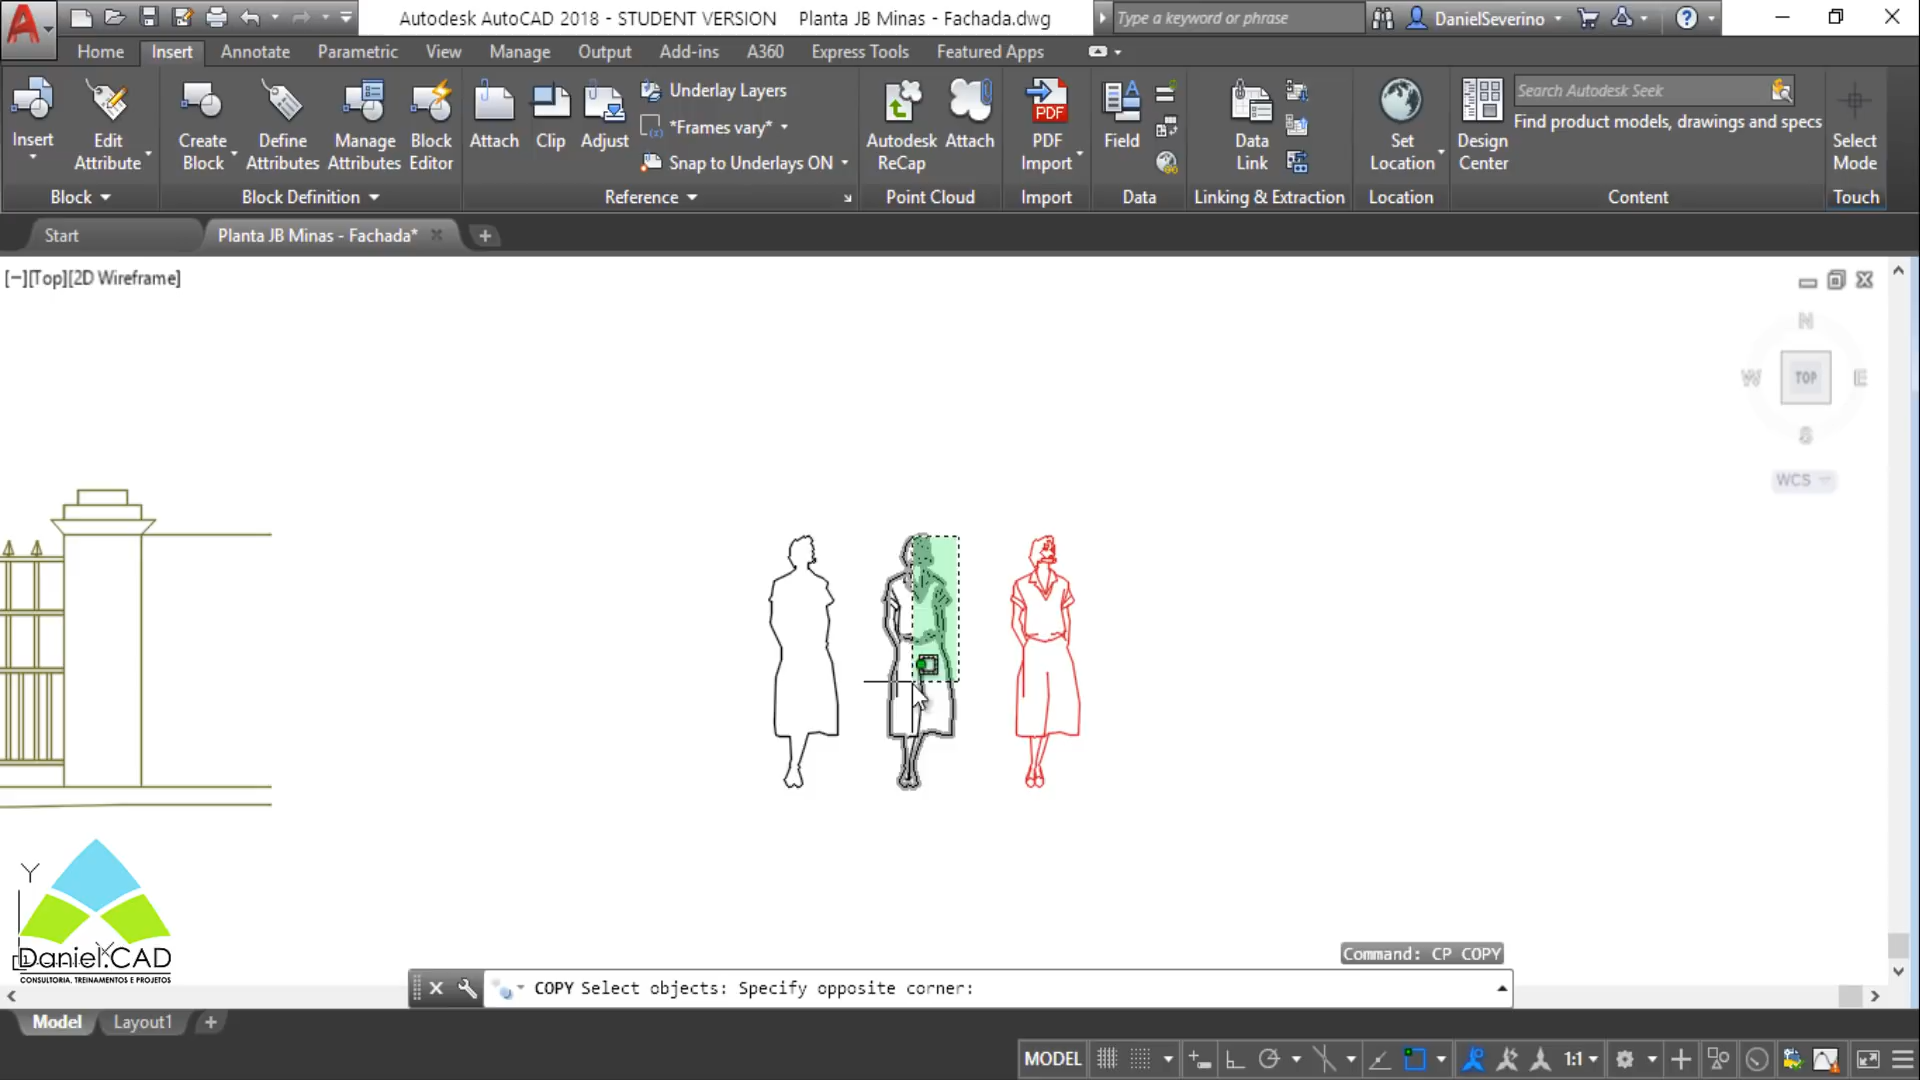 Autodesk AutoCAD 2018 - STUDENT VERSION Planta JB Minas - Fachada.dwg
Type a keyword or phrase
DanielSeverino
Home Insert Annotate Parametric View Manage Output Add-ins A360 Express Tools Featured Apps
Insert
Edit Attribute
Create Block
Define Attributes
Manage Attributes
Block Editor
Attach
Clip
Adjust
Underlay Layers
*Frames vary*
Snap to Underlays ON
Autodesk ReCap
Attach
PDF
PDF Import
Field
Data Link
Set Location
Design Center
Search Autodesk Seek
Find product models, drawings and specs
Select Mode
Block Block Definition Reference Point Cloud Import Data Linking & Extraction Location Content Touch
Start Planta JB Minas - Fachada*
[−][Top][2D Wireframe]
N
W TOP E
S
WCS
Y
X
Daniel.CAD
CONSULTORIA, TREINAMENTOS E PROJETOS
Command: CP COPY
COPY Select objects: Specify opposite corner:
Model Layout1
MODEL 1:1